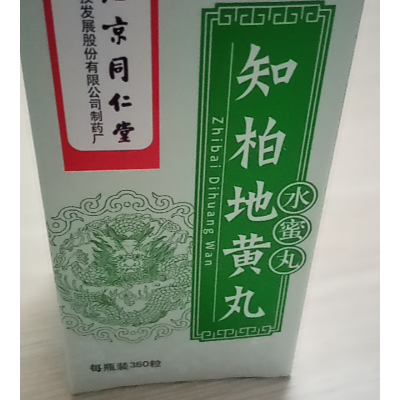 北京同仁堂
发展股份有限公司制药厂
知柏地黄丸
Zhibai Dihuang Wan
水蜜丸
每瓶装360粒